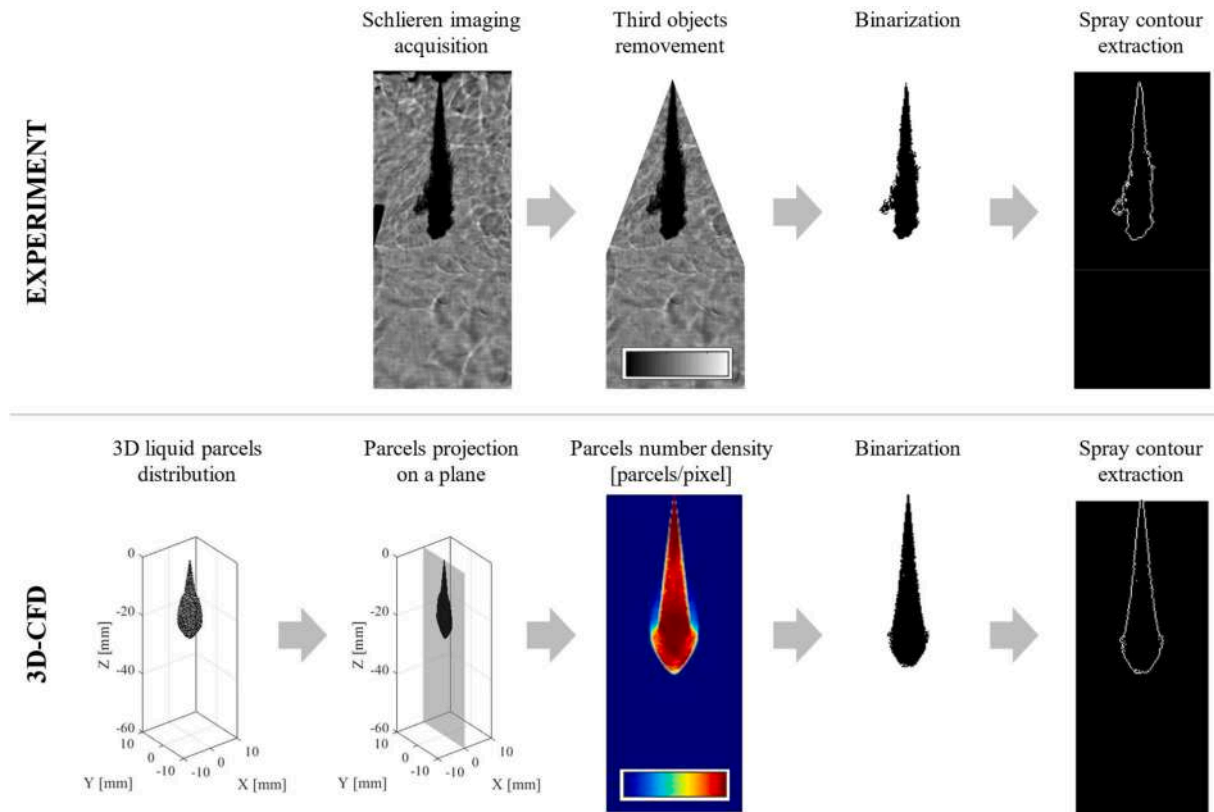 EXPERIMENT
Schlieren imaging
acquisition
Third objects
removement
Binarization
Spray contour
extraction
3D-CFD
3D liquid parcels
distribution
0
-20
-40
-60
Z [mm]
10
0
-10
Y [mm]
-10
0
10
X [mm]
Parcels projection
on a plane
0
-20
-40
-60
Z [mm]
10
0
-10
Y [mm]
-10
0
10
X [mm]
Parcels number density
[parcels/pixel]
Binarization
Spray contour
extraction